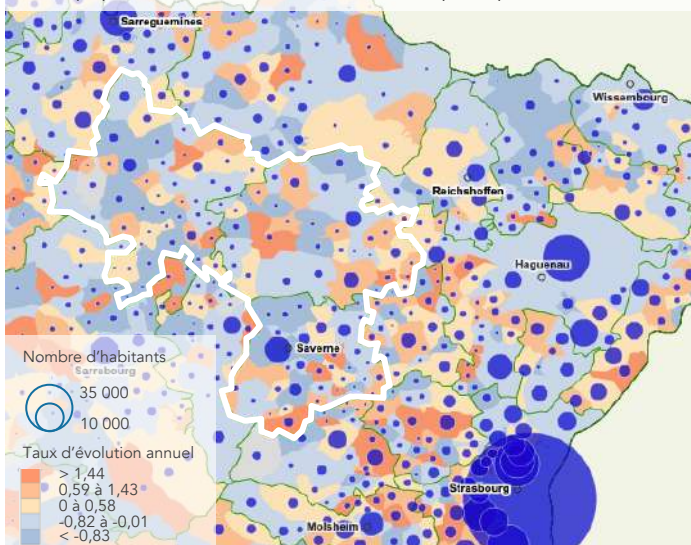 Sarreguemines
Wissembourg
Reichshoffen
Haguenau
Saverne
Nombre d'habitants
Sarrebourg
35 000
10 000
Taux d'évolution annuel
> 1,44
0,59 à 1,43
0 à 0,58
-0,82 à -0,01
< -0,83
Strasbourg
Molsheim